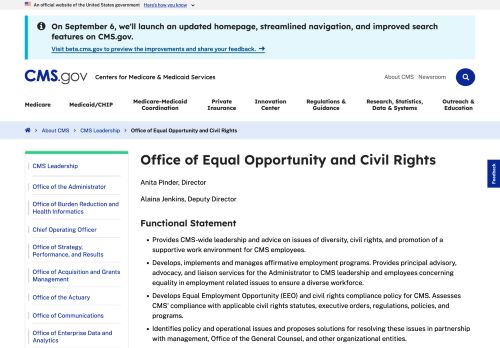 An official website of the United States government Here's how you know
On September 6, we'll launch an updated homepage, streamlined navigation, and improved search
features on CMS.gov.
Visit beta.cms.gov to preview the improvements and share your feedback.
CMS.gov Centers for Medicare & Medicaid Services
About CMS Newsroom
Medicare
Medicaid/CHIP
Medicare-Medicaid
Coordination
Private
Insurance
Innovation
Center
Regulations &
Guidance
Research, Statistics,
Data & Systems
Outreach &
Education
About CMS CMS Leadership Office of Equal Opportunity and Civil Rights
Feedback
CMS Leadership
Office of the Administrator
Office of Burden Reduction and
Health Informatics
Chief Operating Officer
Office of Strategy,
Performance, and Results
Office of Acquisition and Grants
Management
Office of the Actuary
Office of Communications
Office of Enterprise Data and
Analytics
Office of Equal Opportunity and Civil Rights
Anita Pinder, Director
Alaina Jenkins, Deputy Director
Functional Statement
• Provides CMS-wide leadership and advice on issues of diversity, civil rights, and promotion of a
supportive work environment for CMS employees.
• Develops, implements and manages affirmative employment programs. Provides principal advisory,
advocacy, and liaison services for the Administrator to CMS leadership and employees concerning
equality in employment related issues to ensure a diverse workforce.
• Develops Equal Employment Opportunity (EEO) and civil rights compliance policy for CMS. Assesses
CMS' compliance with applicable civil rights statutes, executive orders, regulations, policies, and
programs.
• Identifies policy and operational issues and proposes solutions for resolving these issues in partnership
with management, Office of the General Counsel, and other organizational entities.